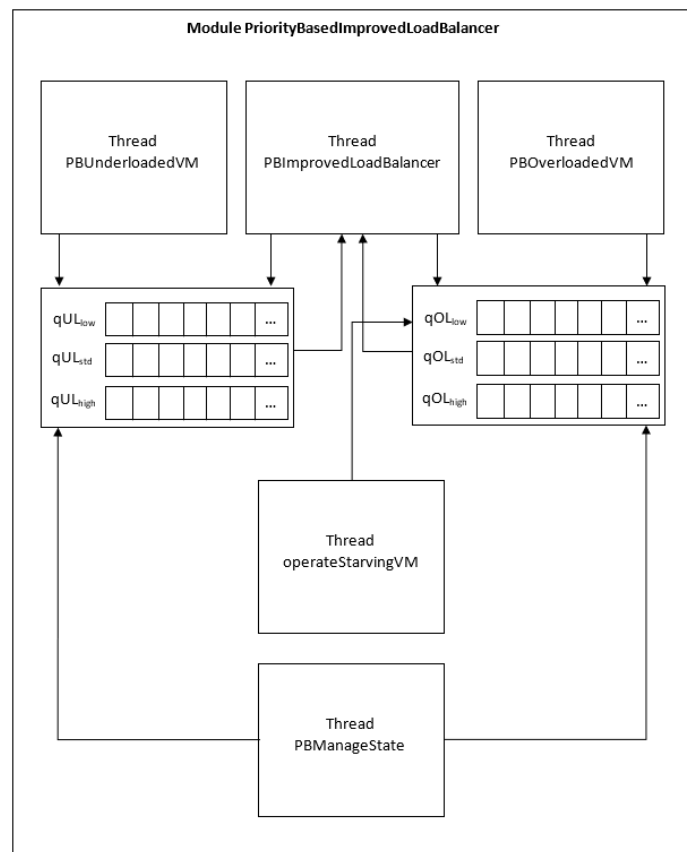 Module PriorityBasedImprovedLoadBalancer
Thread
PBUnderloadedVM
Thread
PBImprovedLoadBalancer
Thread
PBOverloadedVM
qULlow ...
qULstd ...
qULhigh ...
qOLlow ...
qOLstd ...
qOLhigh ...
Thread
operateStarvingVM
Thread
PBManageState